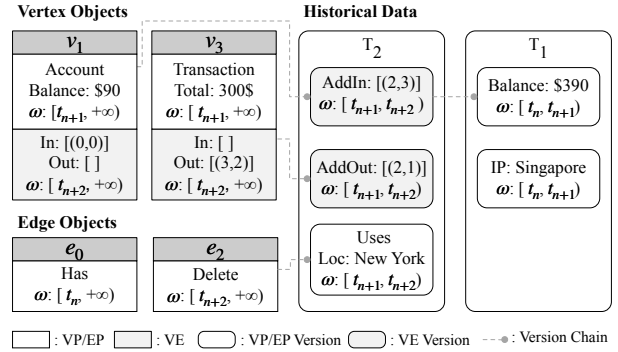 Vertex Objects
Historical Data
v1
v3
Account
Balance: $90
ω: [tn+1, +∞)
Transaction
Total: 300$
ω: [ tn+1, +∞)
In: [(0,0)]
Out: [ ]
ω: [ tn+2, +∞)
In: [ ]
Out: [(3,2)]
ω: [ tn+2, +∞)
T2
AddIn: [(2,3)]
ω: [ tn+1, tn+2 )
AddOut: [(2,1)]
ω: [ tn+1, tn+2)
Uses
Loc: New York
ω: [ tn+1, tn+2)
T1
Balance: $390
ω: [ tn, tn+1)
IP: Singapore
ω: [ tn, tn+1)
Edge Objects
e0
e2
Has
ω: [ tn, +∞)
Delete
ω: [ tn+2, +∞)
: VP/EP
: VE
: VP/EP Version
: VE Version
: Version Chain